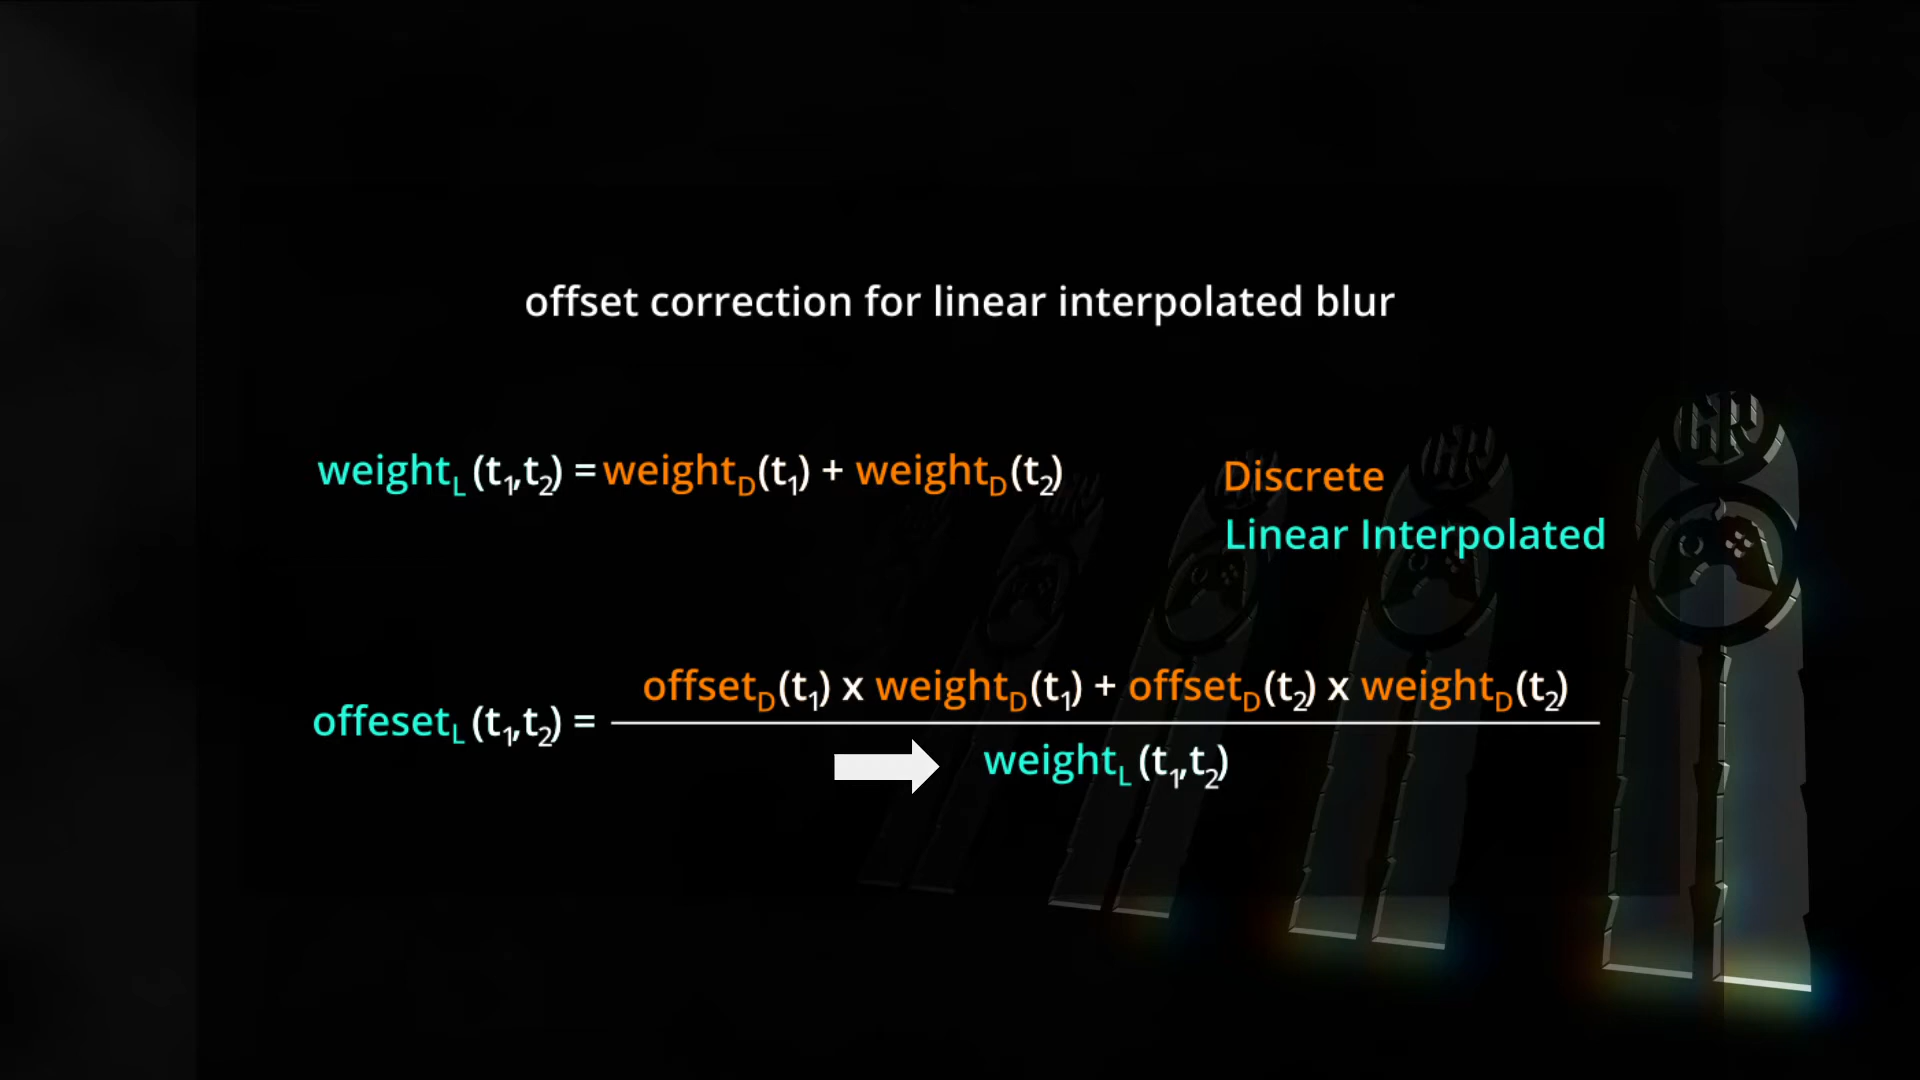 offset correction for linear interpolated blur
weightL (t1,t2) = weightD(t1) + weightD(t2)
Discrete
Linear Interpolated
offsetD(t1) x weightD(t1) + offsetD(t2) x weightD(t2)
offesetL (t1,t2) =
weightL (t1,t2)